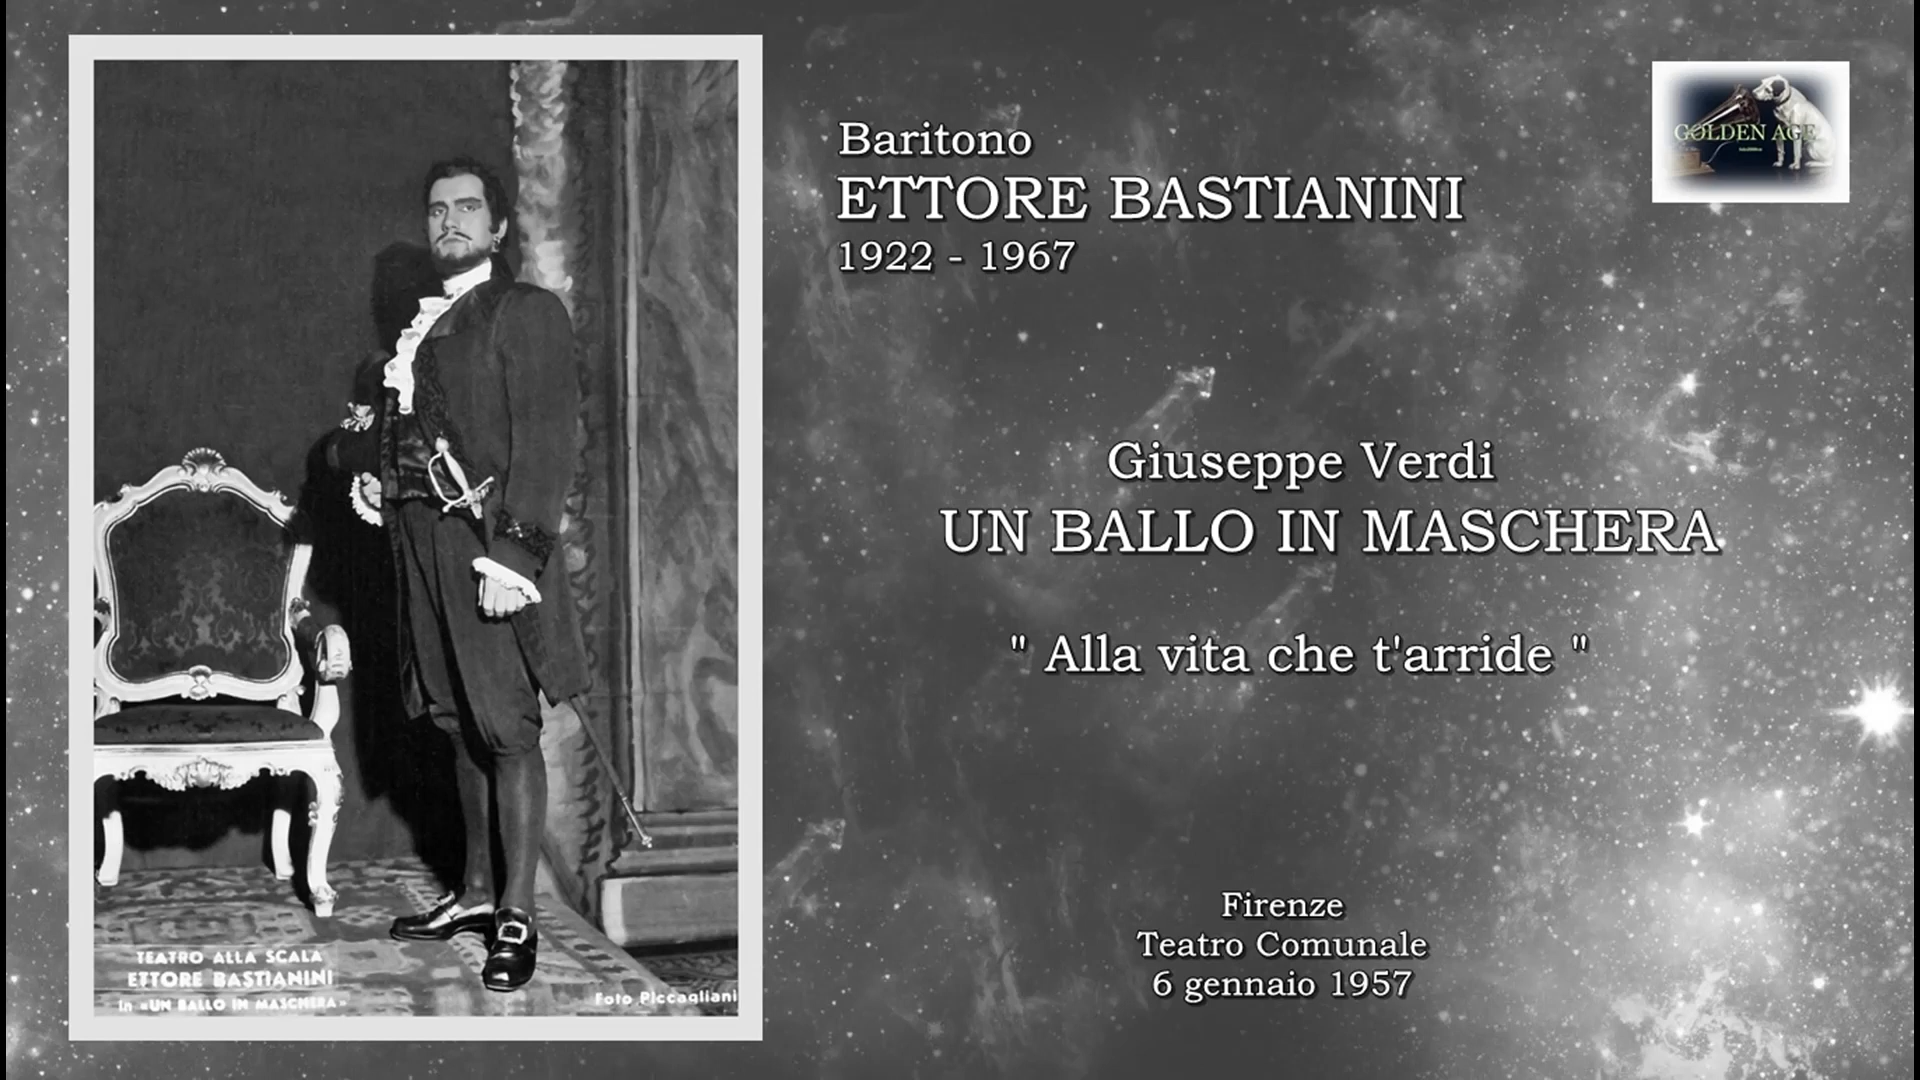 Baritono
ETTORE BASTIANINI
1922 - 1967
GOLDEN AGE
Giuseppe Verdi
UN BALLO IN MASCHERA
" Alla vita che t'arride "
Firenze
Teatro Comunale
6 gennaio 1957
TEATRO ALLA SCALA
ETTORE BASTIANINI
in «UN BALLO IN MASCHERA»
Foto Piccagliani